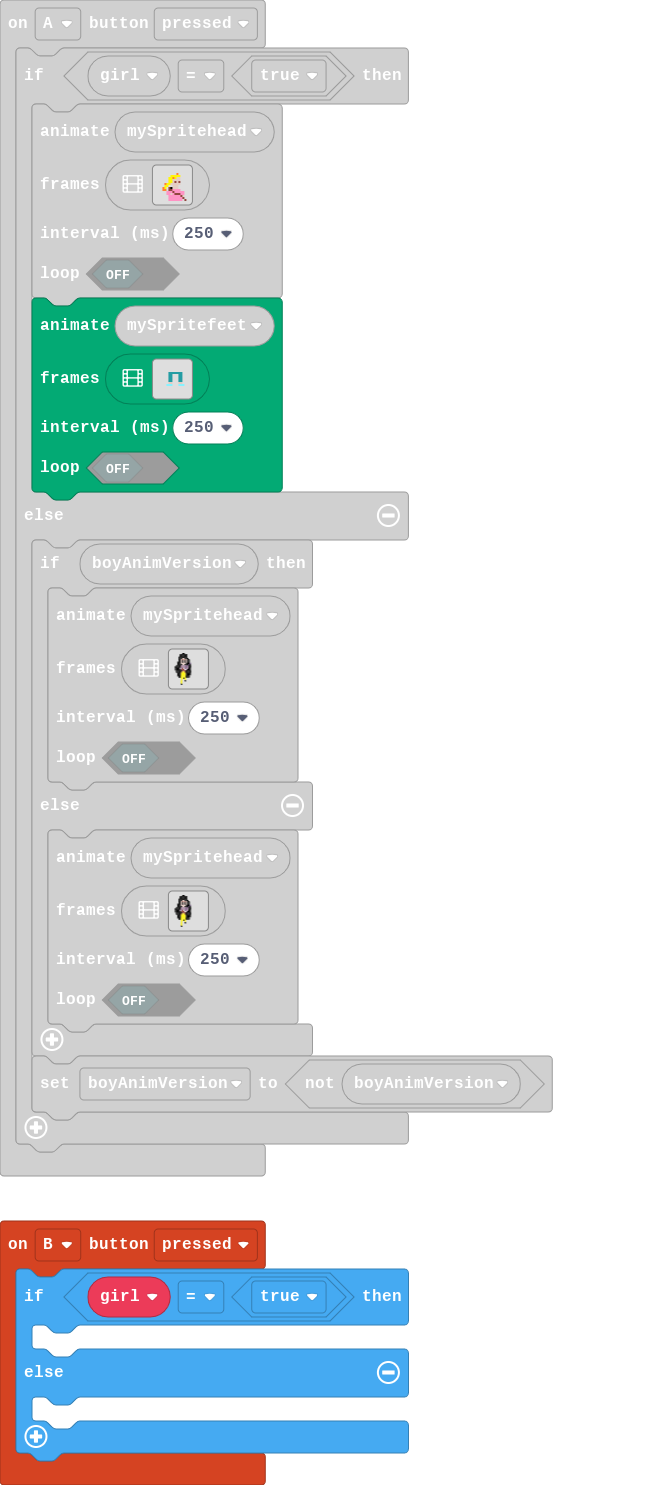 on A button pressed
if girl = true then
animate mySpritehead
frames
interval (ms) 250
loop OFF
animate mySpritefeet
frames
interval (ms) 250
loop OFF
else
if boyAnimVersion then
animate mySpritehead
frames
interval (ms) 250
loop OFF
else
animate mySpritehead
frames
interval (ms) 250
loop OFF
set boyAnimVersion to not boyAnimVersion
on B button pressed
if girl = true then
else